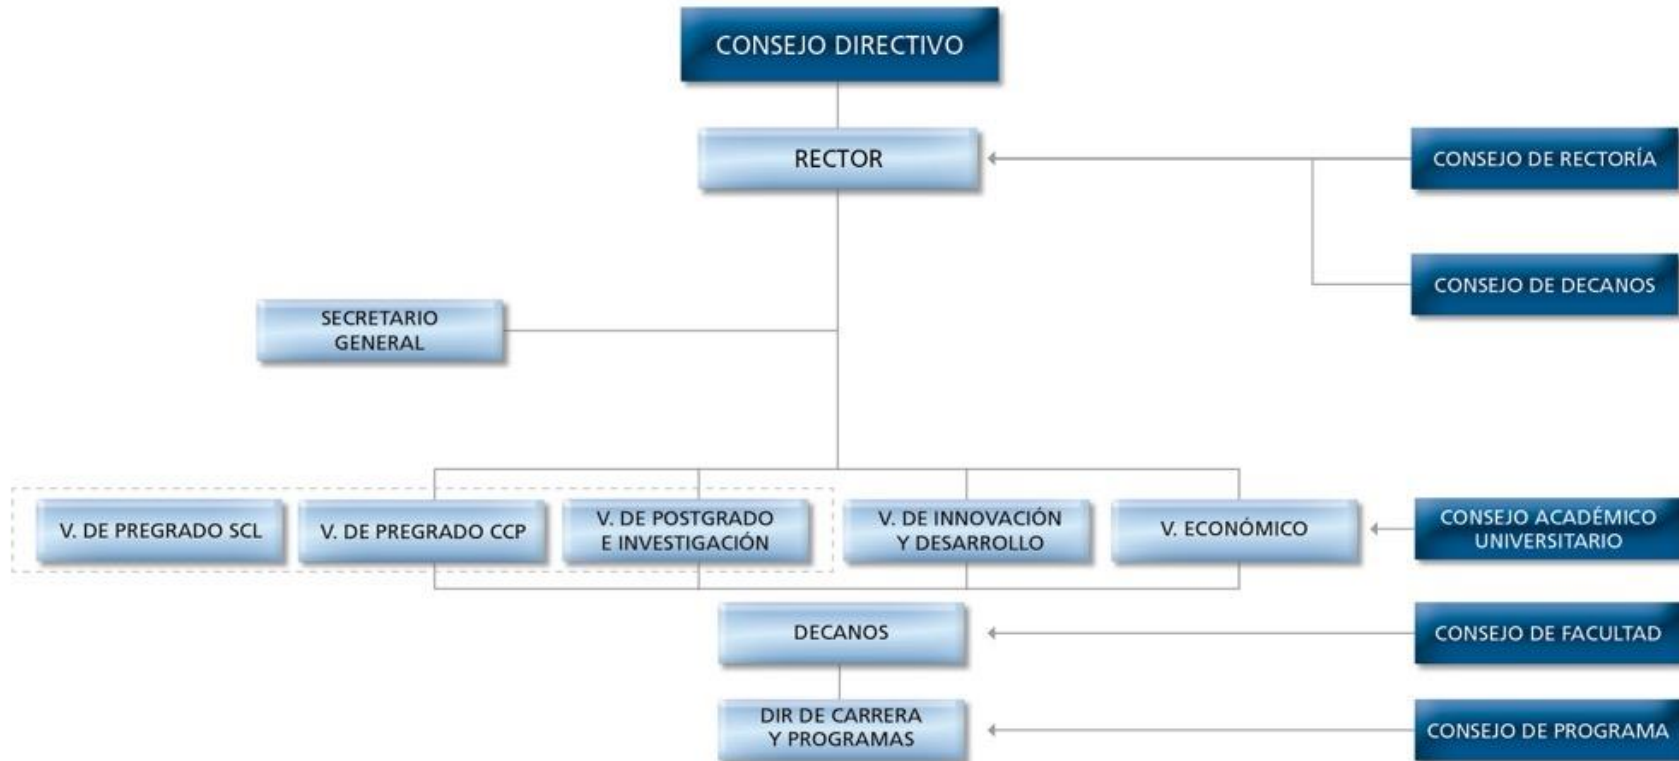 CONSEJO DIRECTIVO
RECTOR
CONSEJO DE RECTORÍA
CONSEJO DE DECANOS
SECRETARIO
GENERAL
V. DE PREGRADO SCL
V. DE PREGRADO CCP
V. DE POSTGRADO
E INVESTIGACIÓN
V. DE INNOVACIÓN
Y DESARROLLO
V. ECONÓMICO
CONSEJO ACADÉMICO
UNIVERSITARIO
DECANOS
CONSEJO DE FACULTAD
DIR DE CARRERA
Y PROGRAMAS
CONSEJO DE PROGRAMA